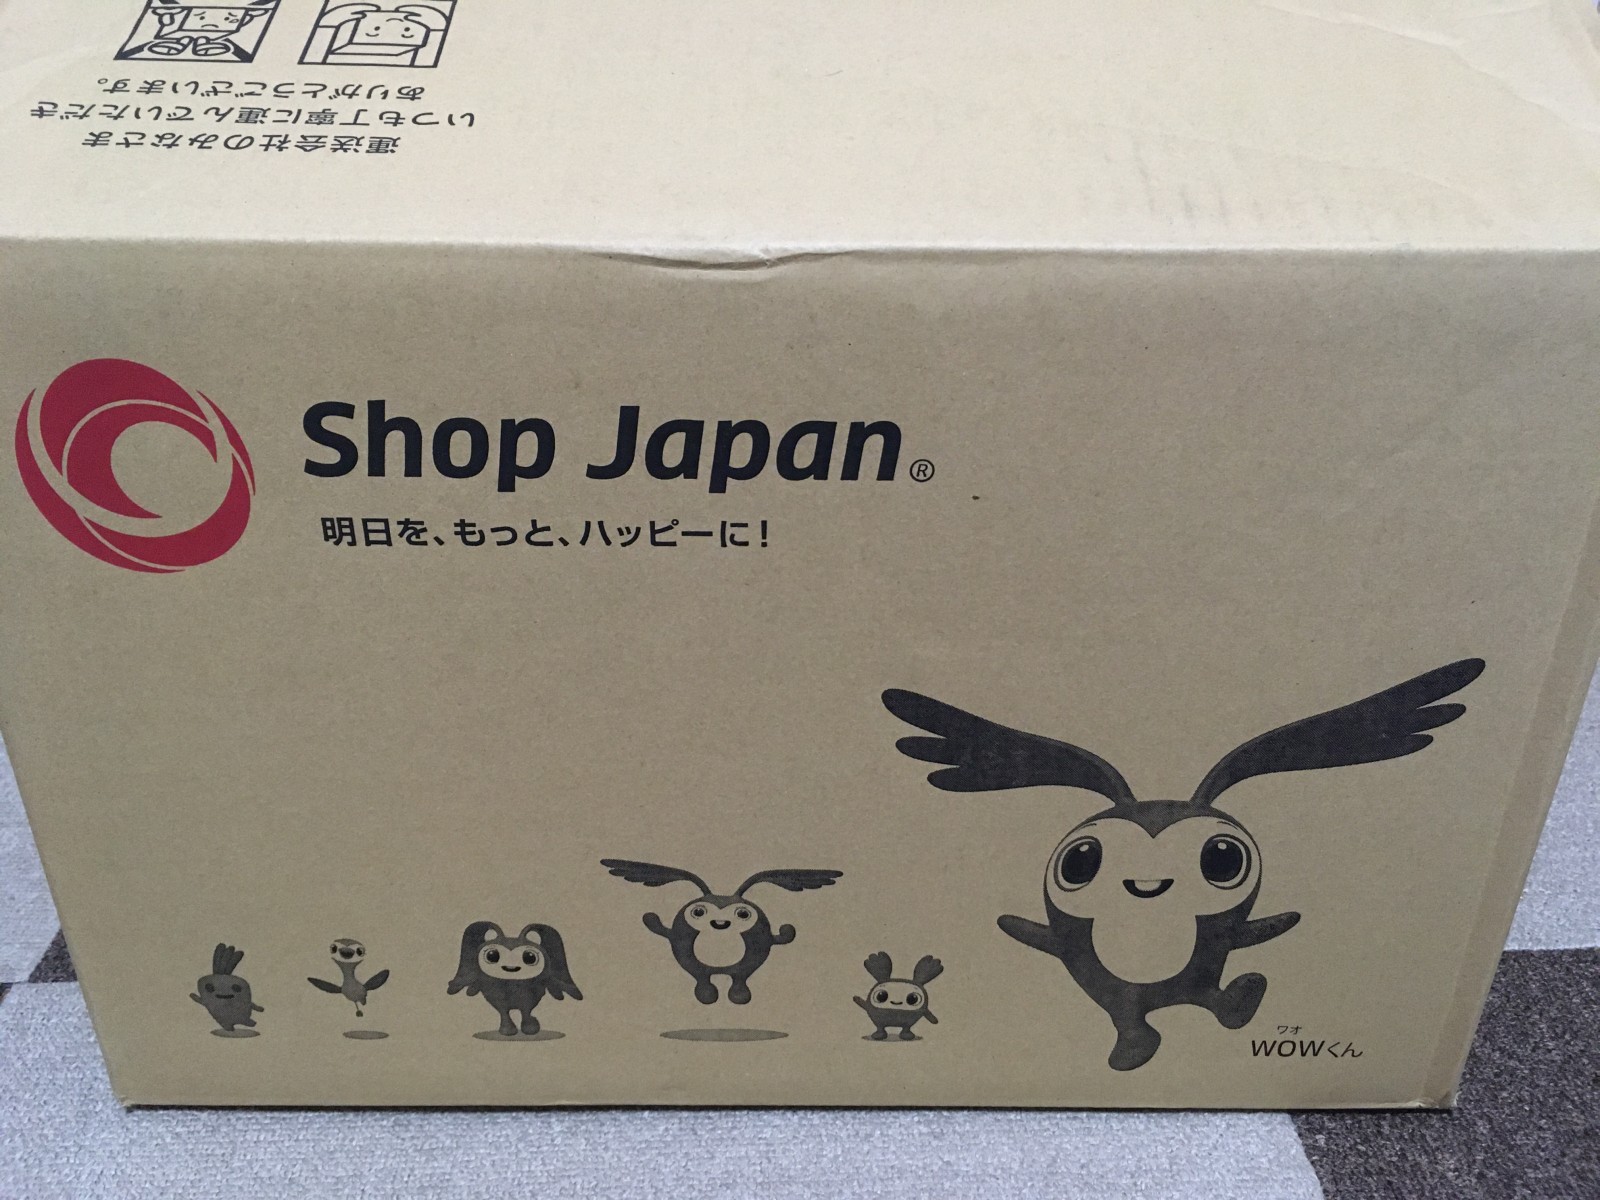 運送会社のみなさま
いつも丁寧に運んでいただき
ありがとうございます。
Shop Japan®
明日を、もっと、ハッピーに!
ワオ
WOWくん